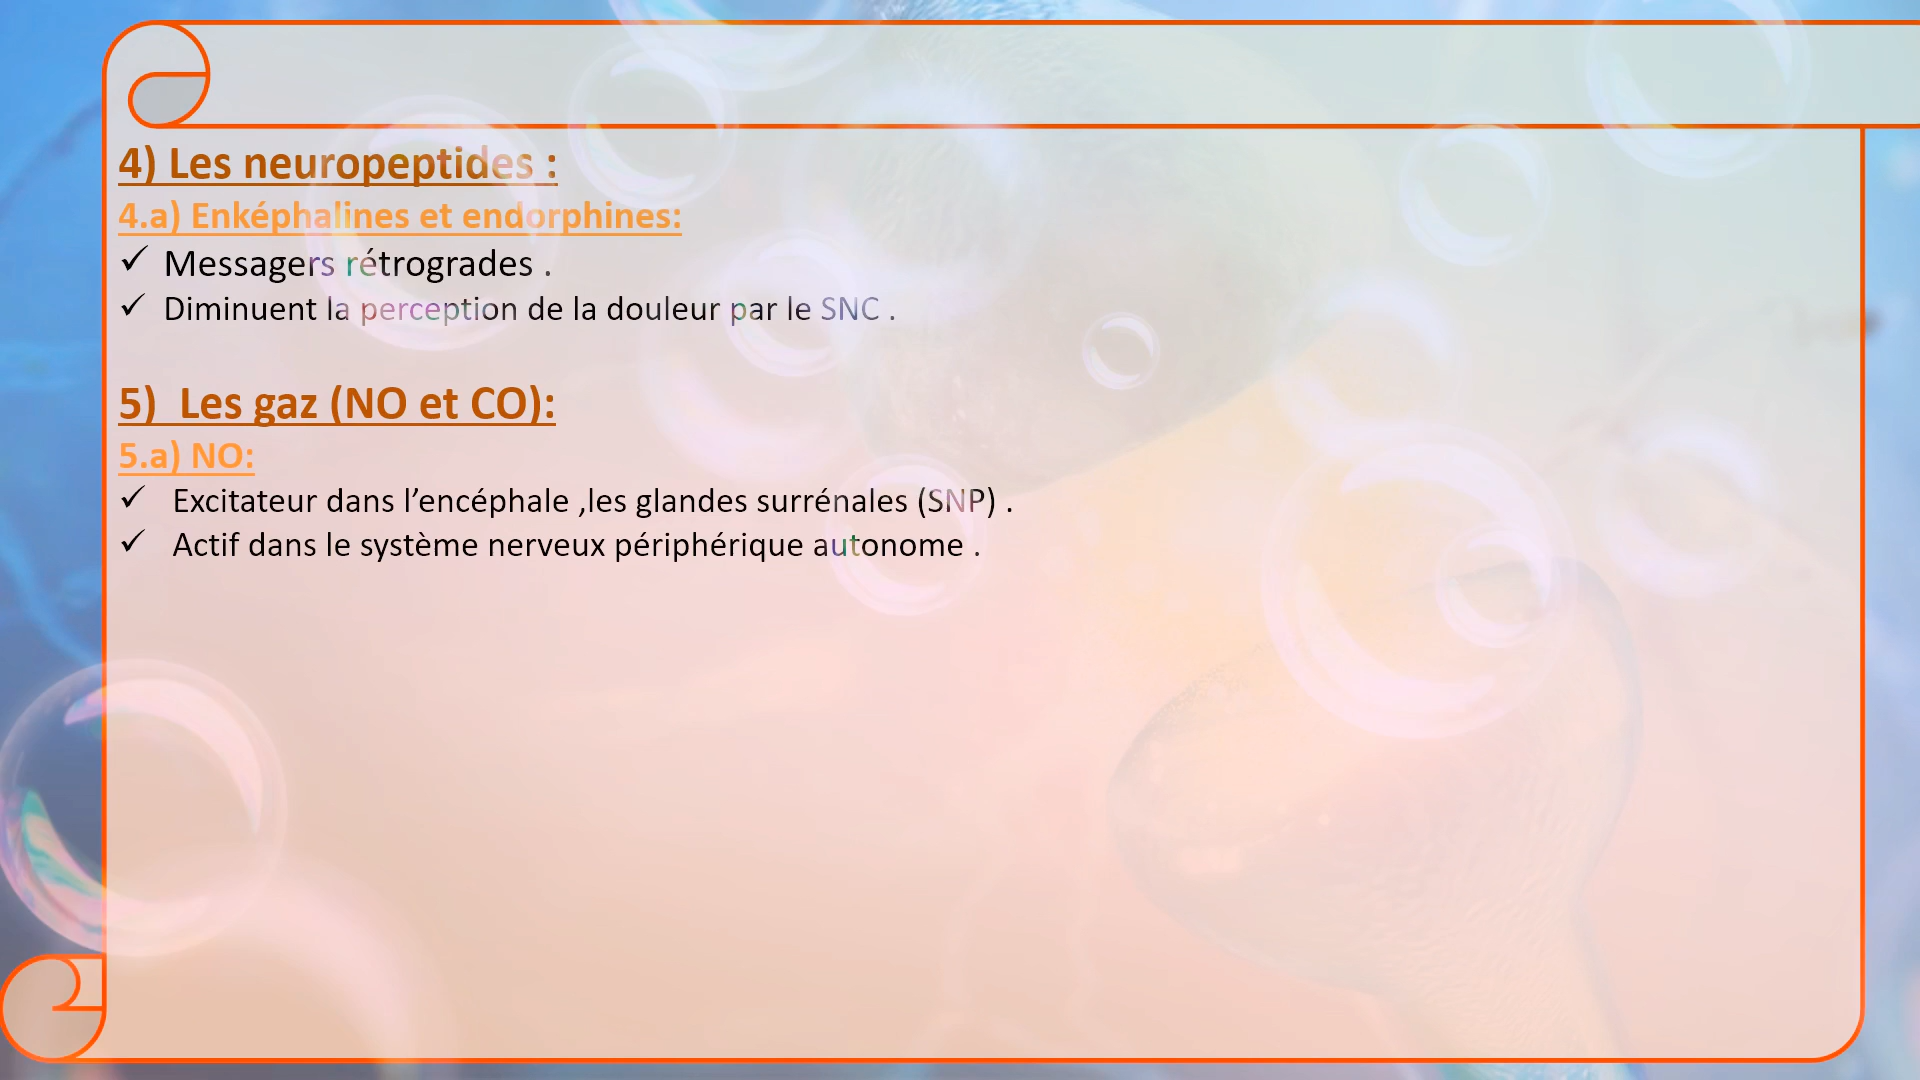 4) Les neuropeptides :
4.a) Enképhalines et endorphines:
✓ Messagers rétrogrades .
✓ Diminuent la perception de la douleur par le SNC .
5) Les gaz (NO et CO):
5.a) NO:
✓ Excitateur dans l’encéphale ,les glandes surrénales (SNP) .
✓ Actif dans le système nerveux périphérique autonome .